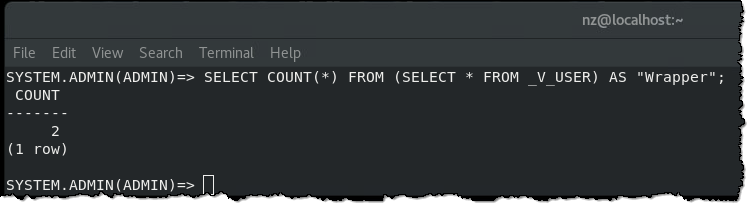 nz@localhost:~
File Edit View Search Terminal Help
SYSTEM.ADMIN(ADMIN)=> SELECT COUNT(*) FROM (SELECT * FROM _V_USER) AS "Wrapper";
COUNT
-------
2
(1 row)
SYSTEM.ADMIN(ADMIN)=>